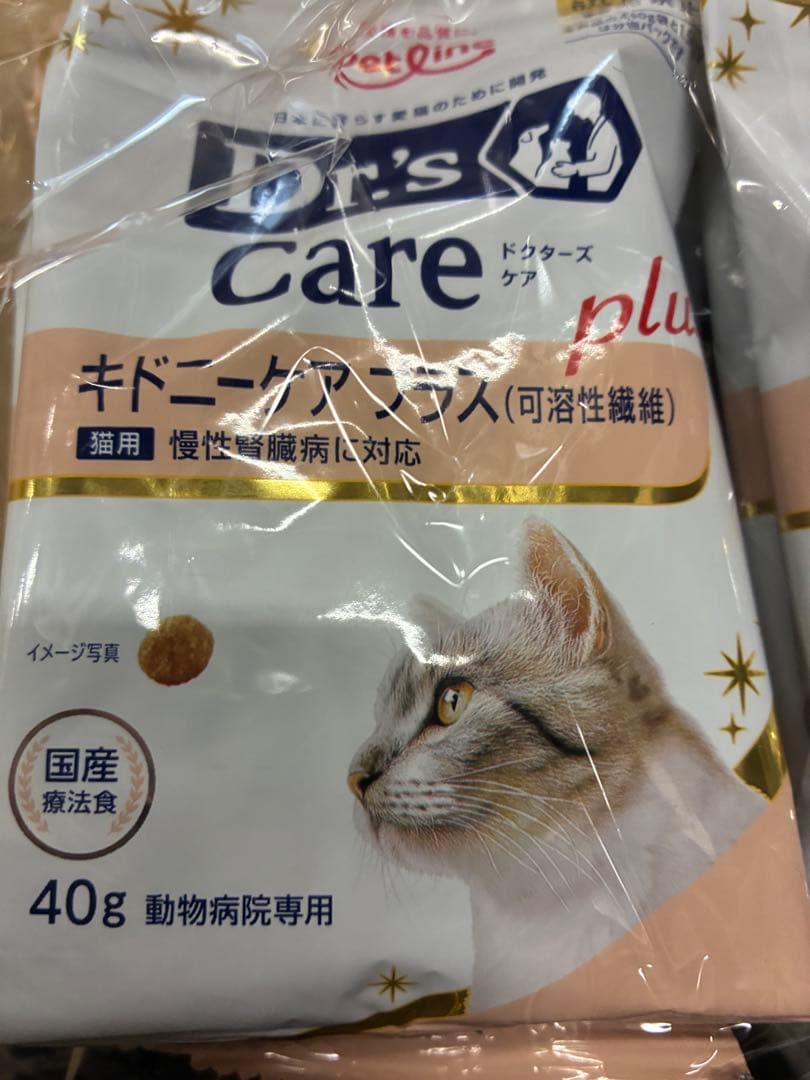 Petline
日本に暮らす愛猫のために開発
Dr.'s
Care
ドクターズ
ケア
plu
キドニーケア プラス(可溶性繊維)
猫用 慢性腎臓病に対応
イメージ写真
国産
療法食
40g 動物病院専用